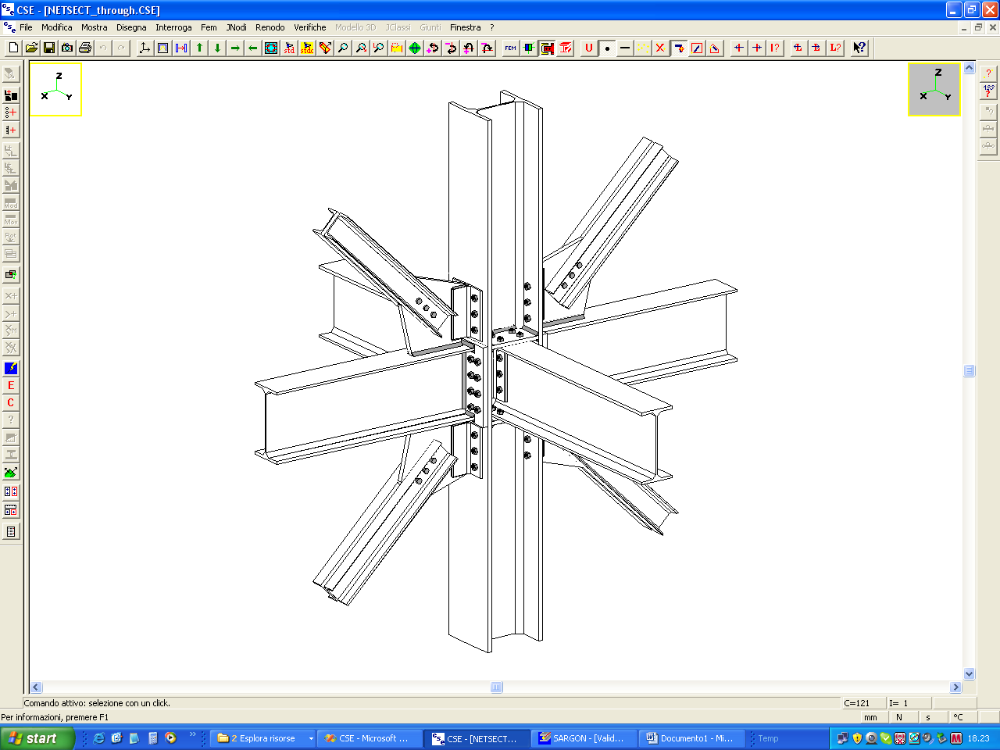 CSE - [NETSECT_through.CSE]
File Modifica Mostra Disegna Interroga Fem JNodi Renodo Verifiche Modello 3D JClassi Giunti Finestra ?
std stdc FEM U X I? L?
Z
X Y
Z
X Y
Mod
Mov
Rot
E
C
?
Comando attivo: selezione con un click.
C=121 I= 1
Per informazioni, premere F1
mm N s °C
start
2 Esplora risorse
CSE - Microsoft ...
CSE - [NETSECT...
SARGON - [Valid...
Documento1 - Mi...
Temp
18.23